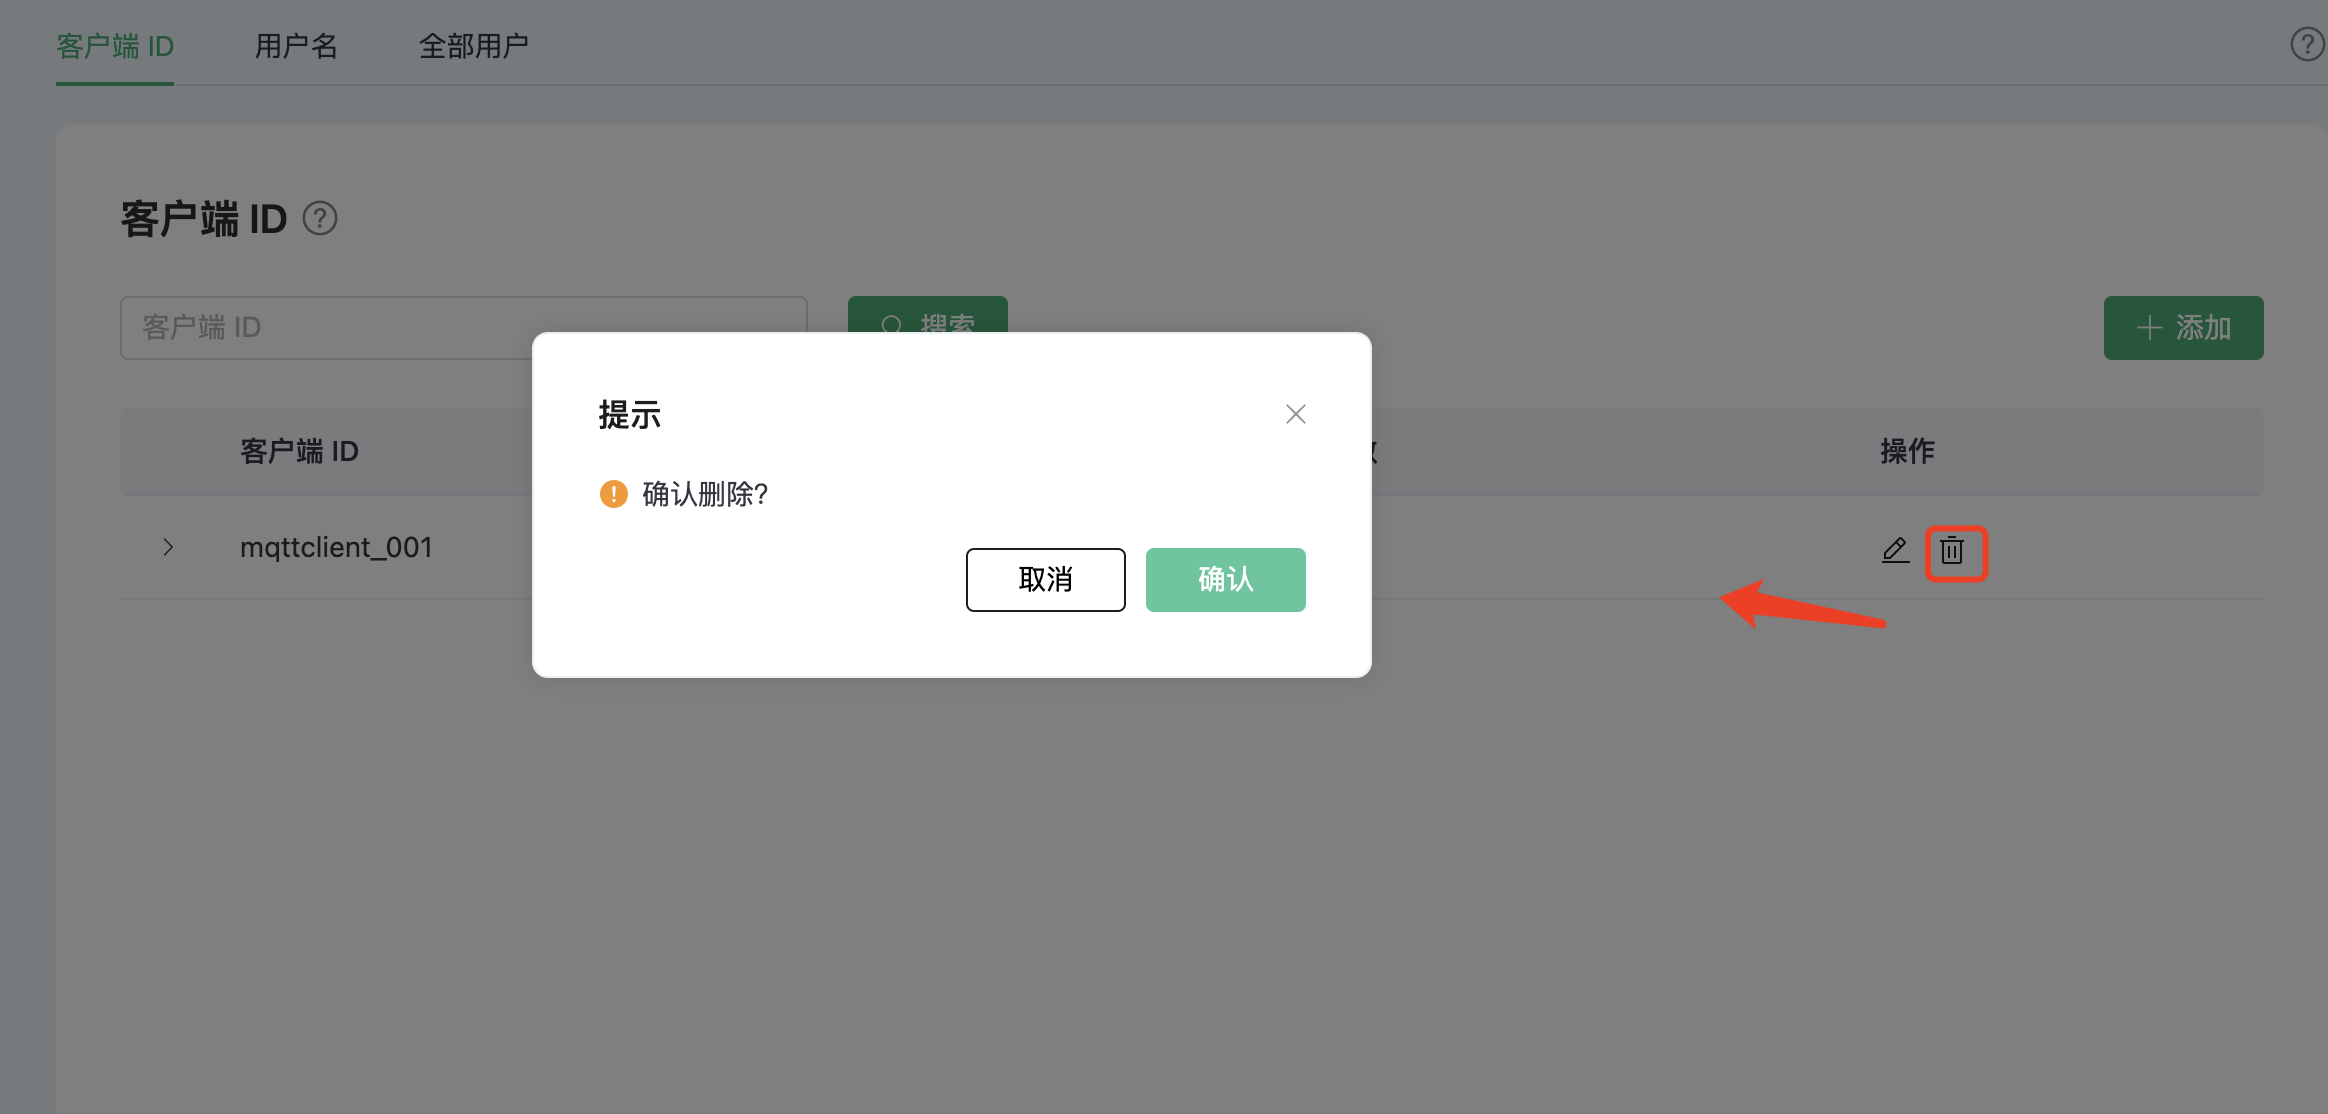 客户端 ID 用户名 全部用户
客户端 ID
客户端 ID 搜索 添加
提示
客户端 ID 操作
确认删除?
mqttclient_001
取消 确认